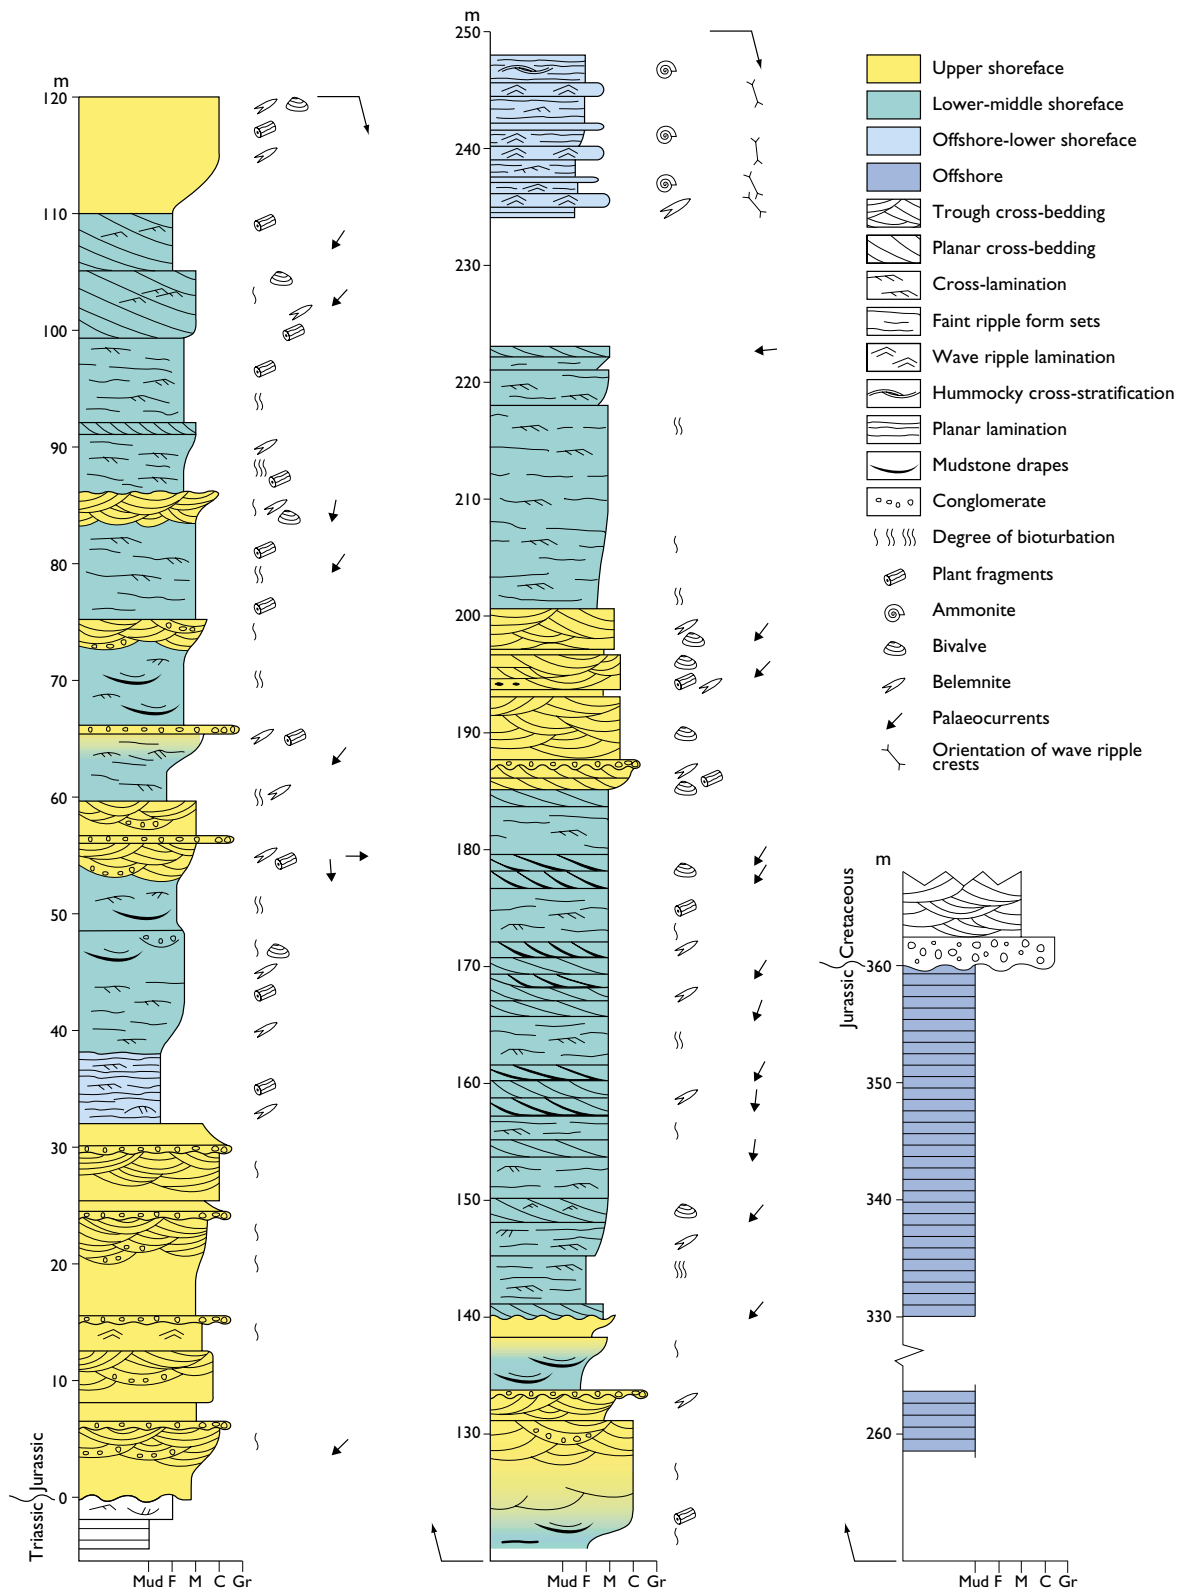 m
120
110
100
90
80
70
60
50
40
30
20
10
0
Triassic Jurassic
Mud F M C Gr
m
250
240
230
220
210
200
190
180
170
160
150
140
130
Mud F M C Gr
Upper shoreface
Lower-middle shoreface
Offshore-lower shoreface
Offshore
Trough cross-bedding
Planar cross-bedding
Cross-lamination
Faint ripple form sets
Wave ripple lamination
Hummocky cross-stratification
Planar lamination
Mudstone drapes
Conglomerate
Degree of bioturbation
Plant fragments
Ammonite
Bivalve
Belemnite
Palaeocurrents
Orientation of wave ripple
crests
m
Jurassic Cretaceous
360
350
340
330
260
Mud F M C Gr